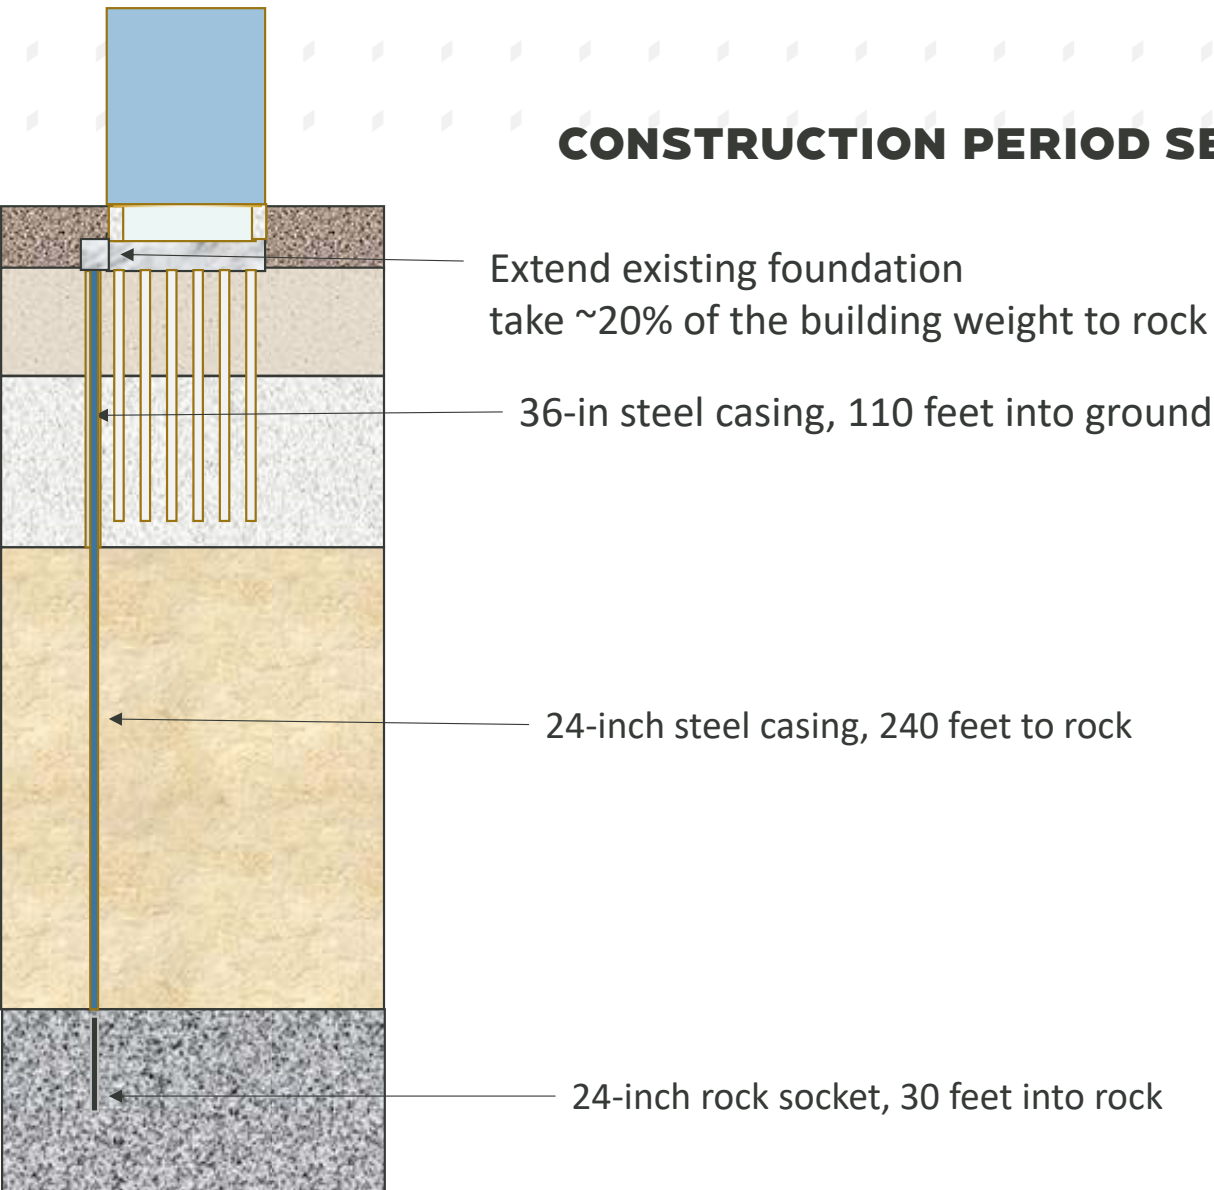 CONSTRUCTION PERIOD SE
Extend existing foundation
take ~20% of the building weight to rock
36-in steel casing, 110 feet into ground
24-inch steel casing, 240 feet to rock
24-inch rock socket, 30 feet into rock